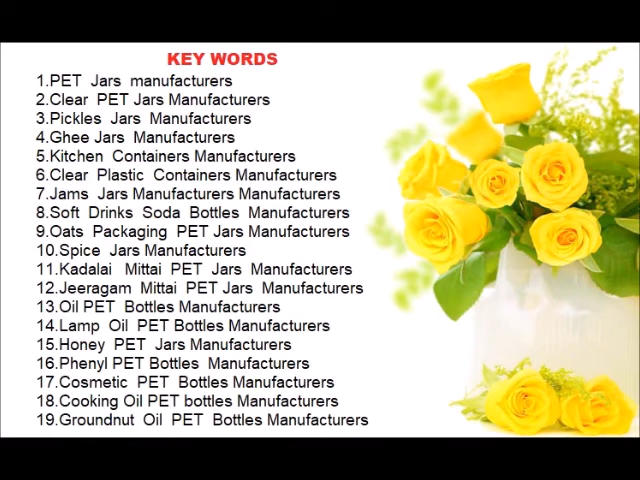 KEY WORDS
1.PET Jars manufacturers
2.Clear PET Jars Manufacturers
3.Pickles Jars Manufacturers
4.Ghee Jars Manufacturers
5.Kitchen Containers Manufacturers
6.Clear Plastic Containers Manufacturers
7.Jams Jars Manufacturers Manufacturers
8.Soft Drinks Soda Bottles Manufacturers
9.Oats Packaging PET Jars Manufacturers
10.Spice Jars Manufacturers
11.Kadalai Mittai PET Jars Manufacturers
12.Jeeragam Mittai PET Jars Manufacturers
13.Oil PET Bottles Manufacturers
14.Lamp Oil PET Bottles Manufacturers
15.Honey PET Jars Manufacturers
16.Phenyl PET Bottles Manufacturers
17.Cosmetic PET Bottles Manufacturers
18.Cooking Oil PET bottles Manufacturers
19.Groundnut Oil PET Bottles Manufacturers